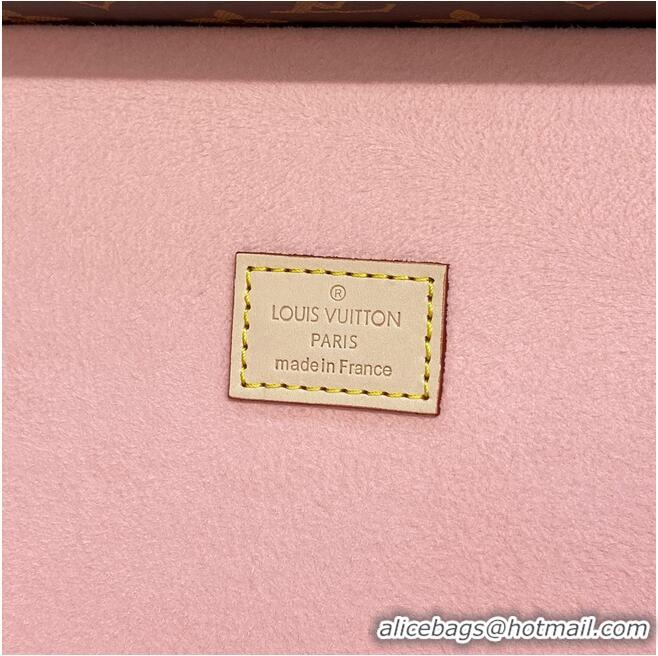 ®
LOUIS VUITTON
PARIS
made in France
alicebags@hotmail.com